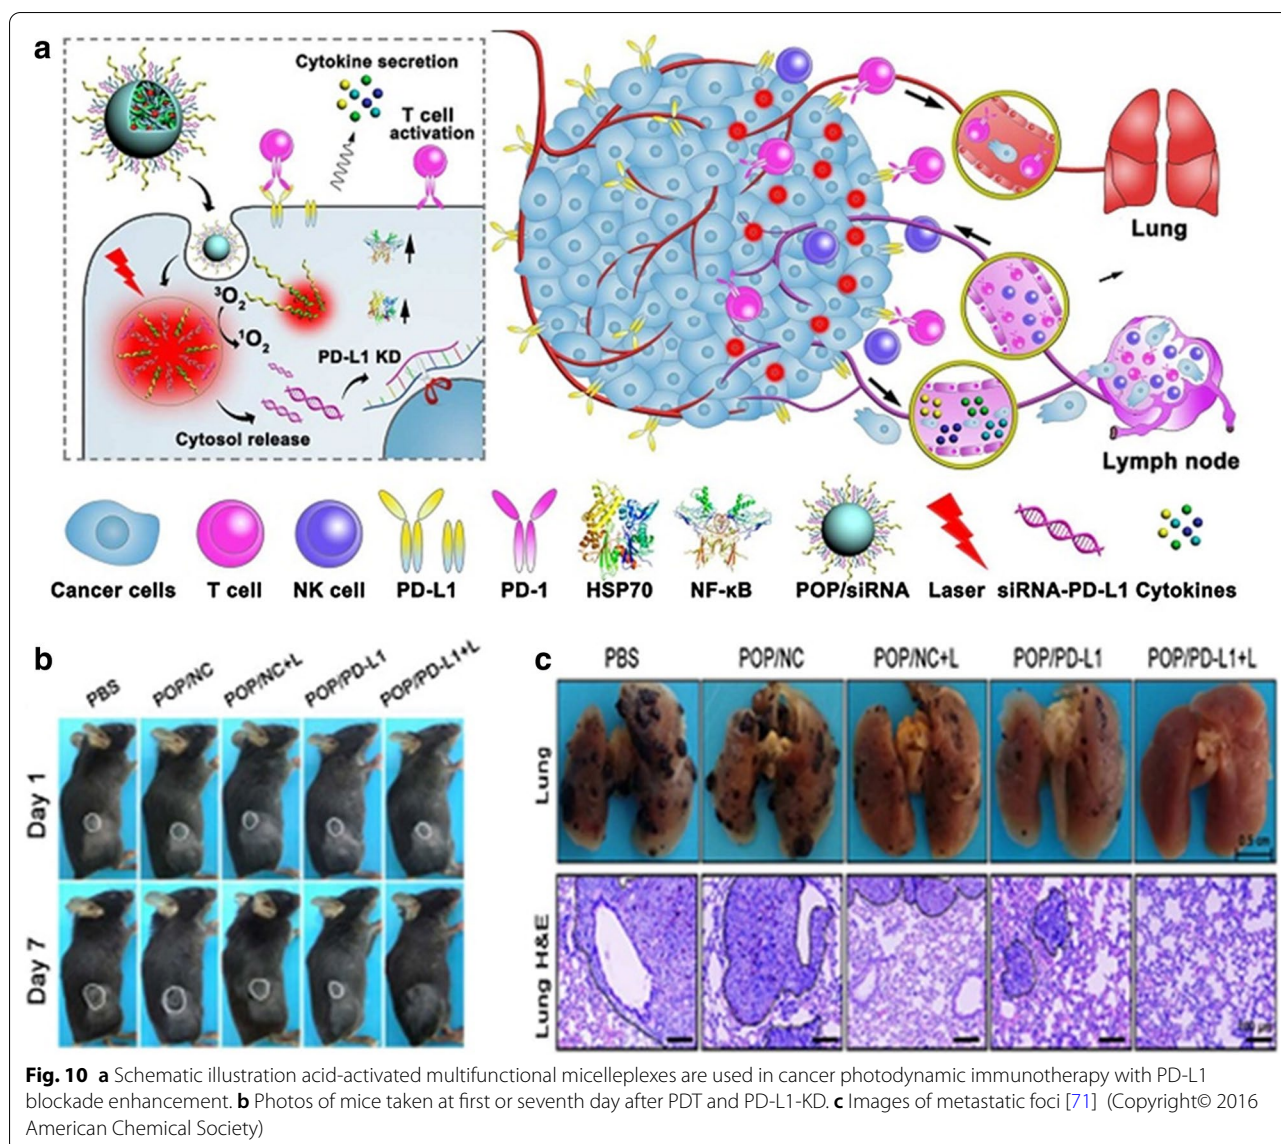 a
Cytokine secretion
T cell
activation
³O₂
¹O₂
PD-L1 KD
Cytosol release
Lung
Lymph node
Cancer cells T cell NK cell PD-L1 PD-1 HSP70 NF-κB POP/siRNA Laser siRNA-PD-L1 Cytokines
b
PBS POP/NC POP/NC+L POP/PD-L1 POP/PD-L1+L
Day 1
Day 7
c
PBS POP/NC POP/NC+L POP/PD-L1 POP/PD-L1+L
Lung
0.5 cm
Lung H&E
Fig. 10 a Schematic illustration acid-activated multifunctional micelleplexes are used in cancer photodynamic immunotherapy with PD-L1
blockade enhancement. b Photos of mice taken at first or seventh day after PDT and PD-L1-KD. c Images of metastatic foci [71] (Copyright© 2016
American Chemical Society)